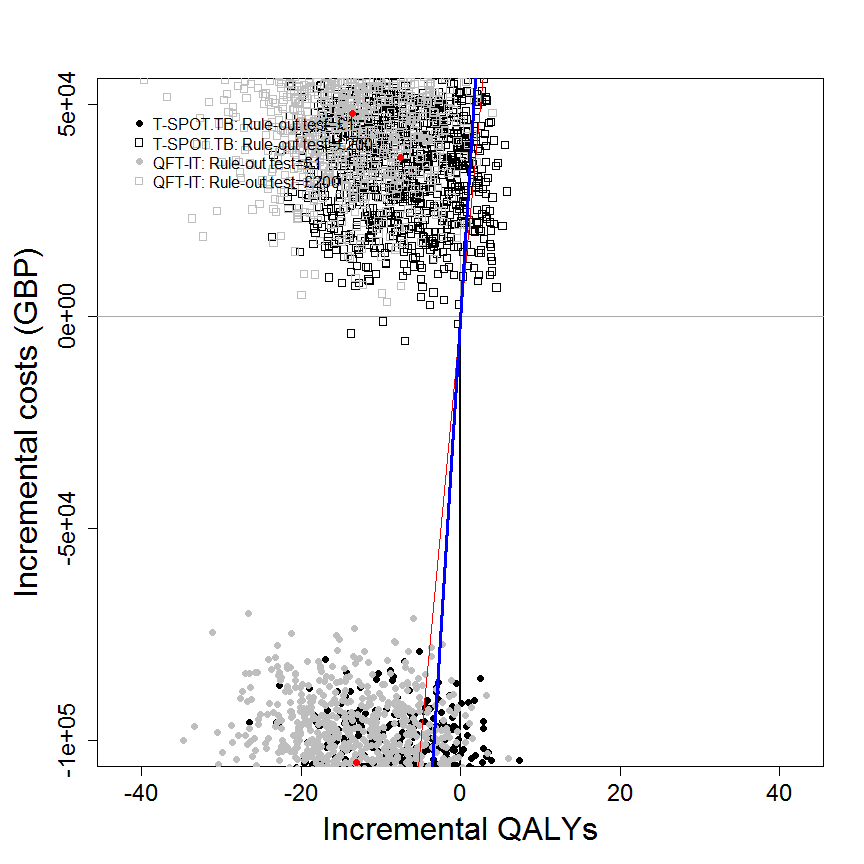 5e+04
0e+00
-5e+04
-1e+05
Incremental costs (GBP)
T-SPOT.TB: Rule-out test=£1
T-SPOT.TB: Rule-out test=£200
QFT-IT: Rule-out test=£1
QFT-IT: Rule-out test=£200
-40 -20 0 20 40
Incremental QALYs